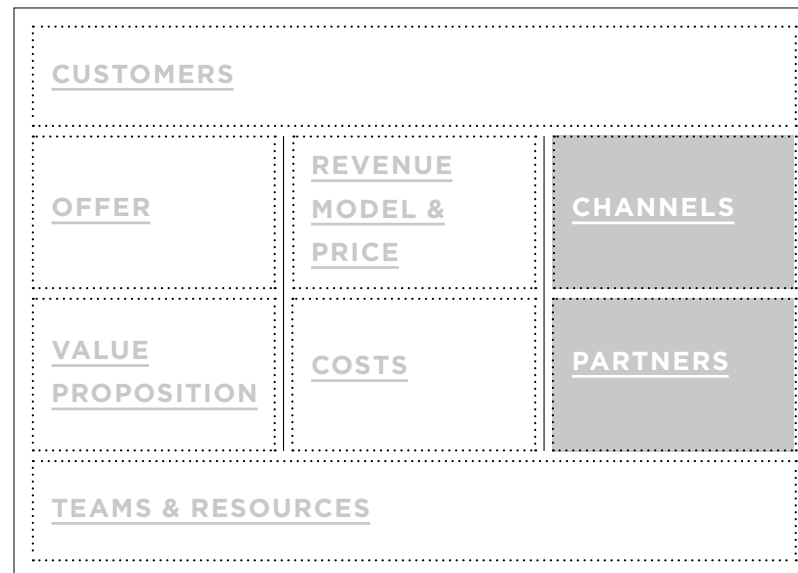 CUSTOMERS
OFFER
REVENUE
MODEL &
PRICE
CHANNELS
VALUE
PROPOSITION
COSTS
PARTNERS
TEAMS & RESOURCES